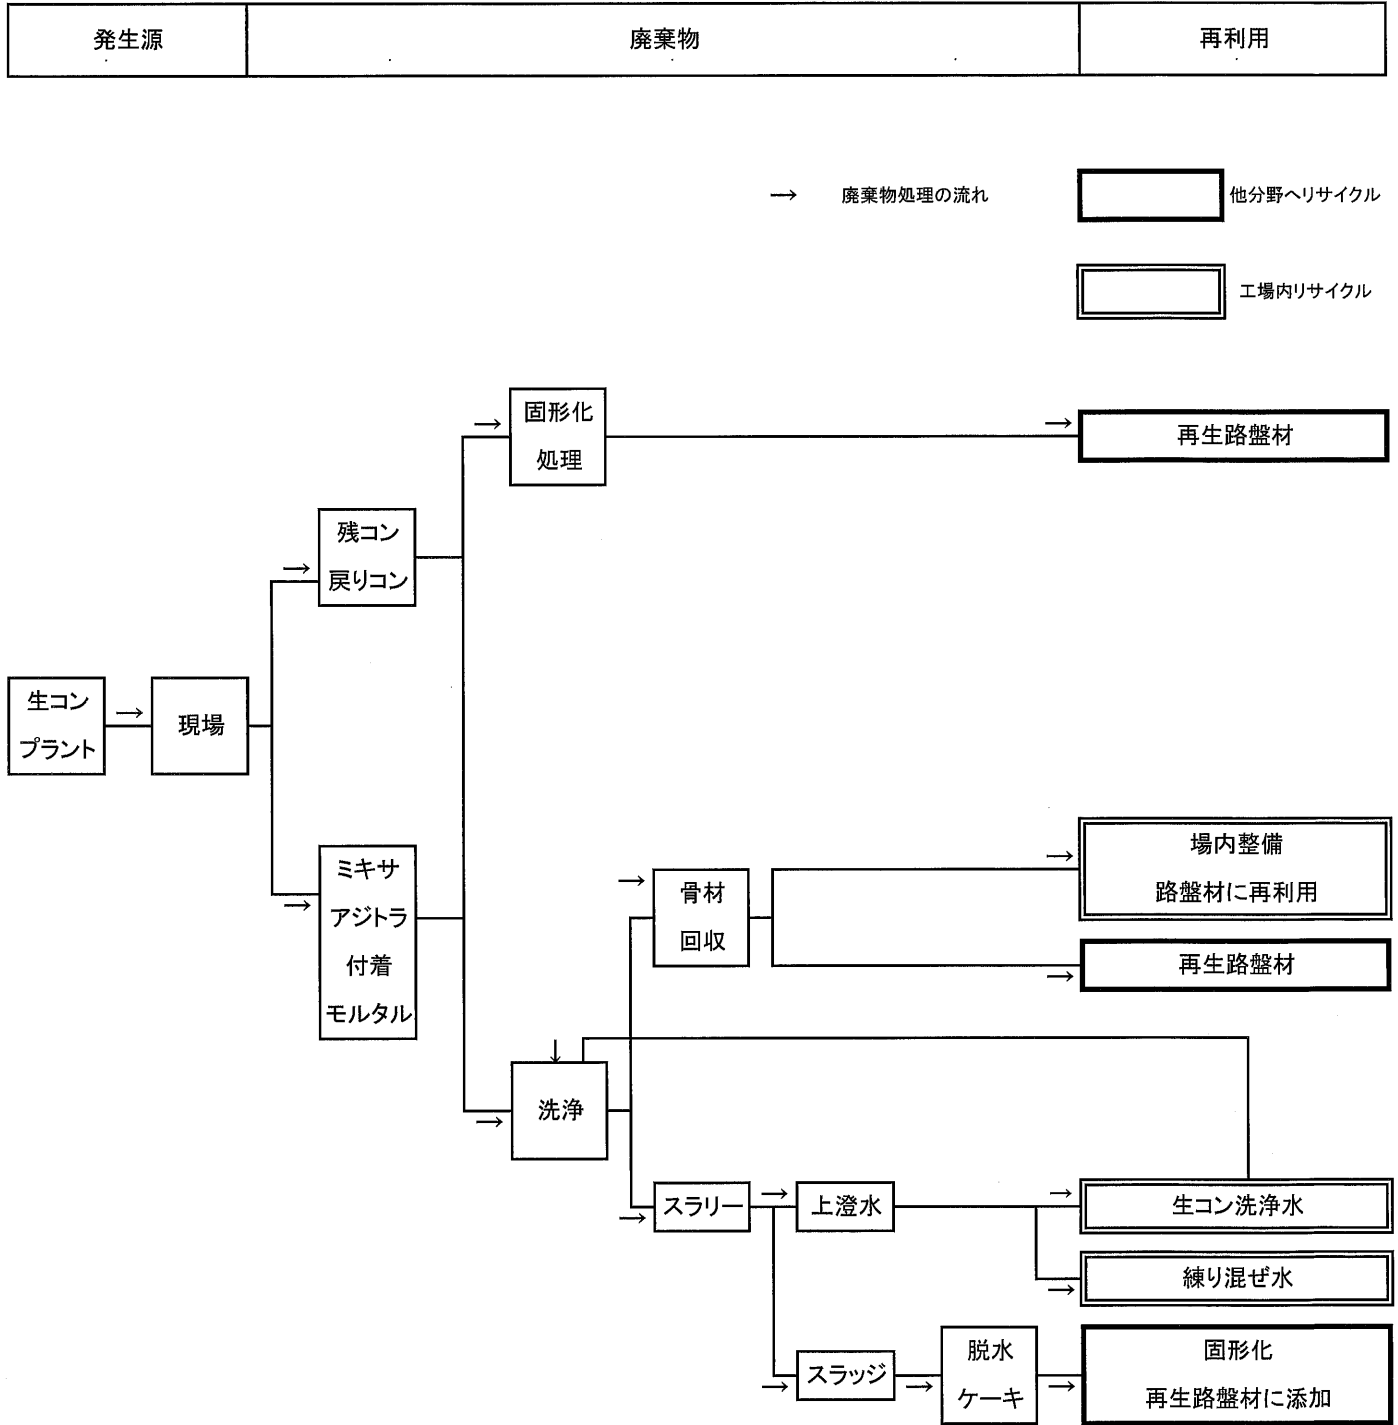 発生源
廃棄物
再利用
→ 廃棄物処理の流れ
他分野へリサイクル
工場内リサイクル
固形化
処理
再生路盤材
残コン
戻りコン
生コン
プラント
現場
ミキサ
アジトラ
付着
モルタル
骨材
回収
場内整備
路盤材に再利用
再生路盤材
洗浄
スラリー
上澄水
生コン洗浄水
練り混ぜ水
スラッジ
脱水
ケーキ
固形化
再生路盤材に添加